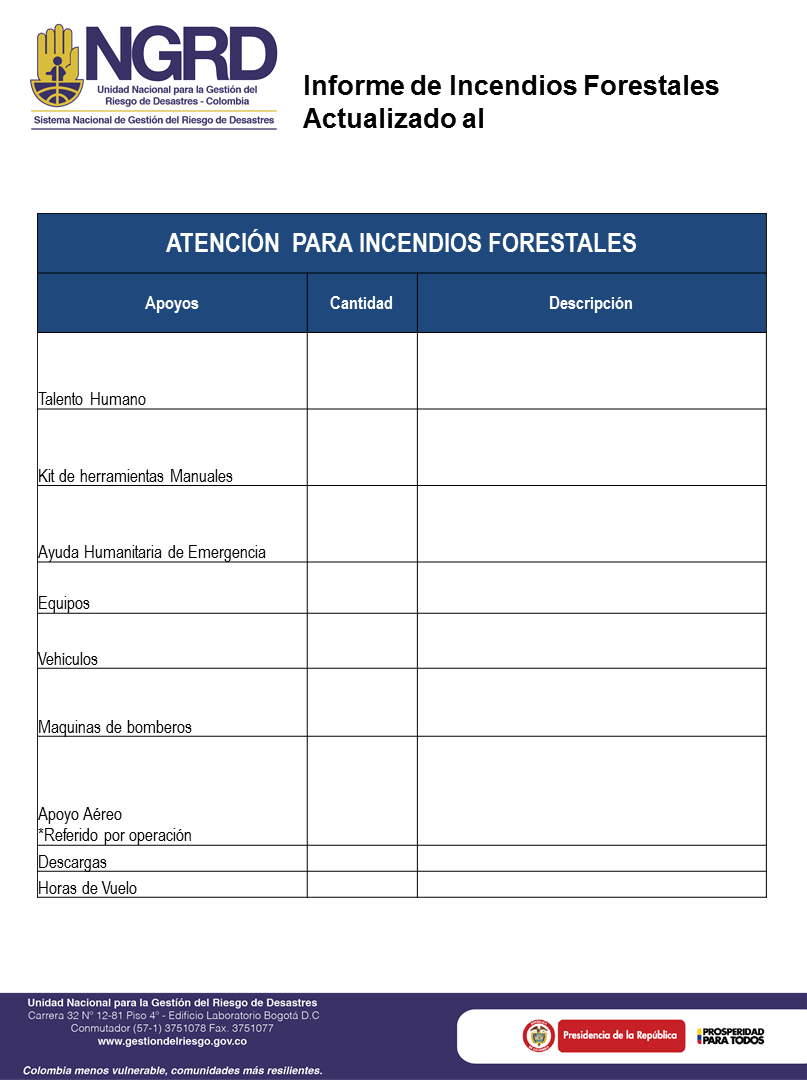 UNGRD
Unidad Nacional para la Gestión del
Riesgo de Desastres - Colombia
Sistema Nacional de Gestión del Riesgo de Desastres
Informe de Incendios Forestales
Actualizado al
ATENCIÓN PARA INCENDIOS FORESTALES
Apoyos Cantidad Descripción
Talento Humano
Kit de herramientas Manuales
Ayuda Humanitaria de Emergencia
Equipos
Vehiculos
Maquinas de bomberos
Apoyo Aéreo
*Referido por operación
Descargas
Horas de Vuelo
Unidad Nacional para la Gestíón del Riesgo de Desastres
Carrera 32 Nº 12-81 Piso 4º - Edificio Laboratorio Bogotá D.C
Conmutador (57-1) 3751078 Fax. 3751077
www.gestiondelriesgo.gov.co
Colombia menos vulnerable, comunidades más resilientes.
Presidencia de la República
PROSPERIDAD
PARA TODOS